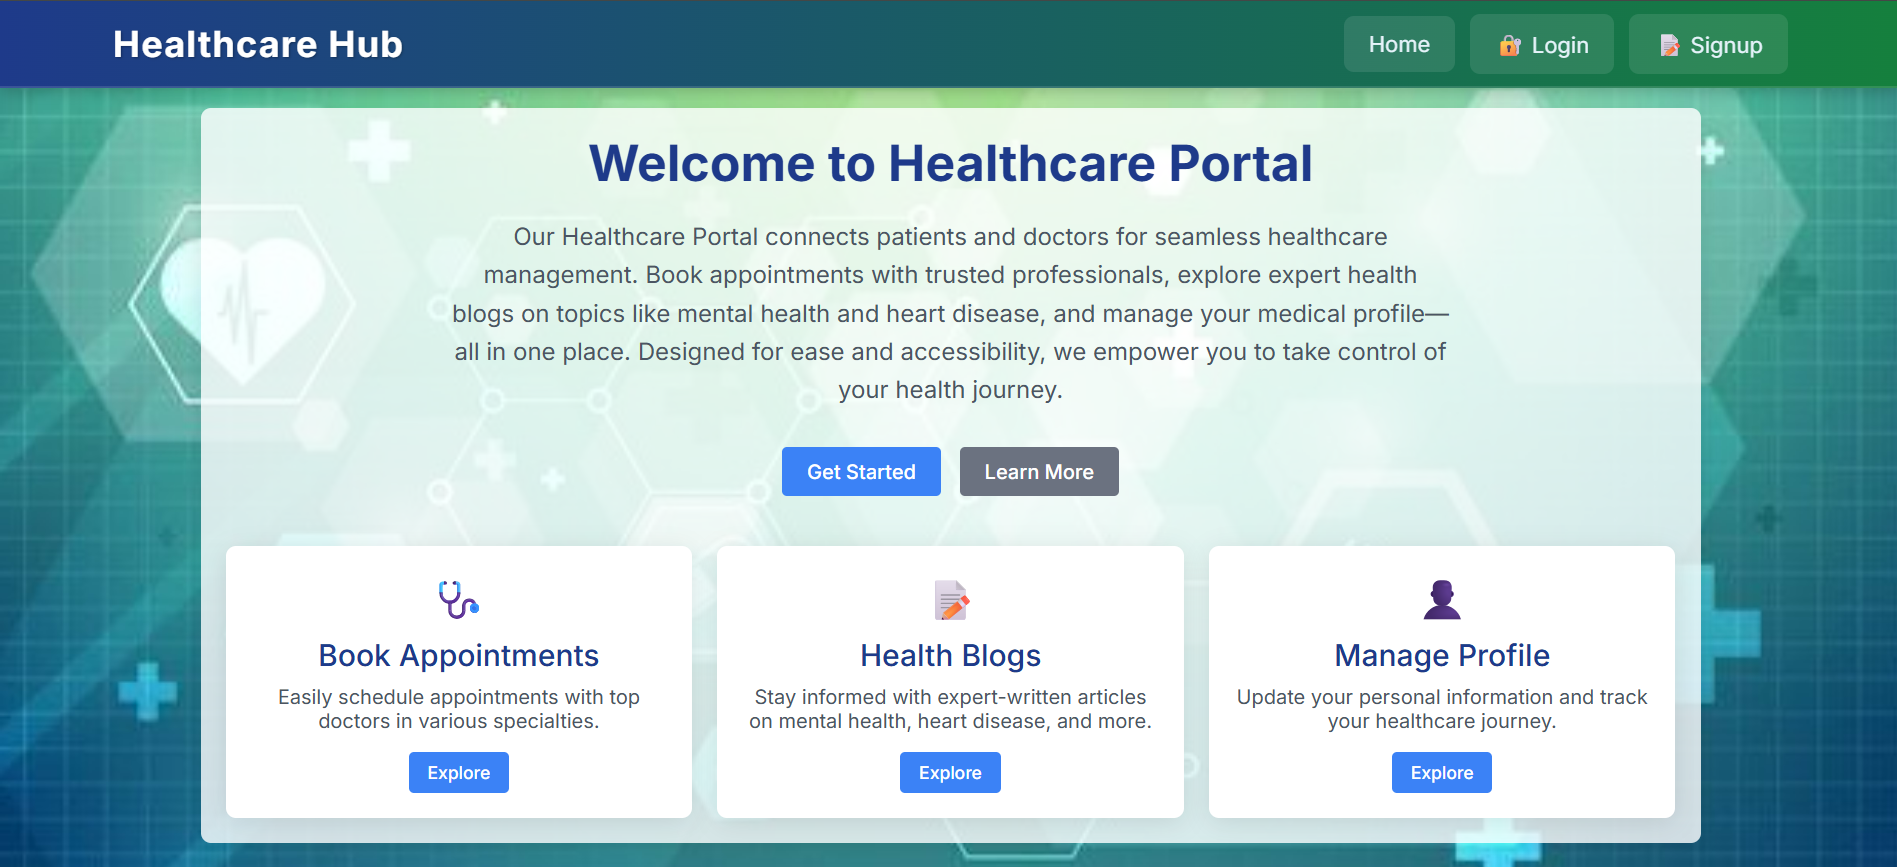 Healthcare Hub
Home
Login
Signup
Welcome to Healthcare Portal
Our Healthcare Portal connects patients and doctors for seamless healthcare
management. Book appointments with trusted professionals, explore expert health
blogs on topics like mental health and heart disease, and manage your medical profile—
all in one place. Designed for ease and accessibility, we empower you to take control of
your health journey.
Get Started
Learn More
Book Appointments
Easily schedule appointments with top
doctors in various specialties.
Explore
Health Blogs
Stay informed with expert-written articles
on mental health, heart disease, and more.
Explore
Manage Profile
Update your personal information and track
your healthcare journey.
Explore